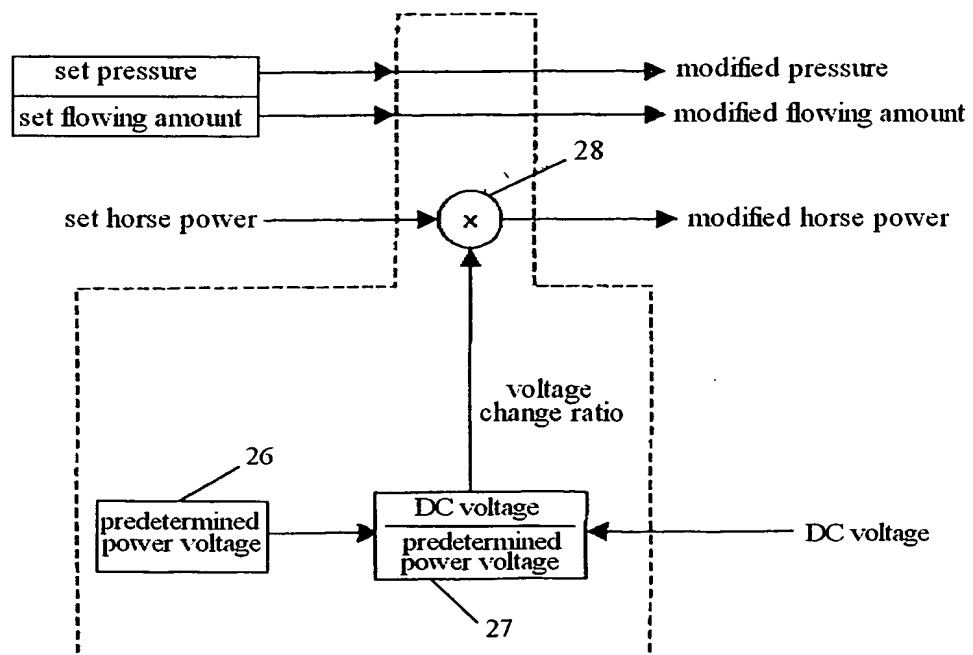 set pressure
modified pressure
set flowing amount
modified flowing amount
28
set horse power
×
modified horse power
voltage
change ratio
26
predetermined
power voltage
DC voltage
predetermined
power voltage
DC voltage
27